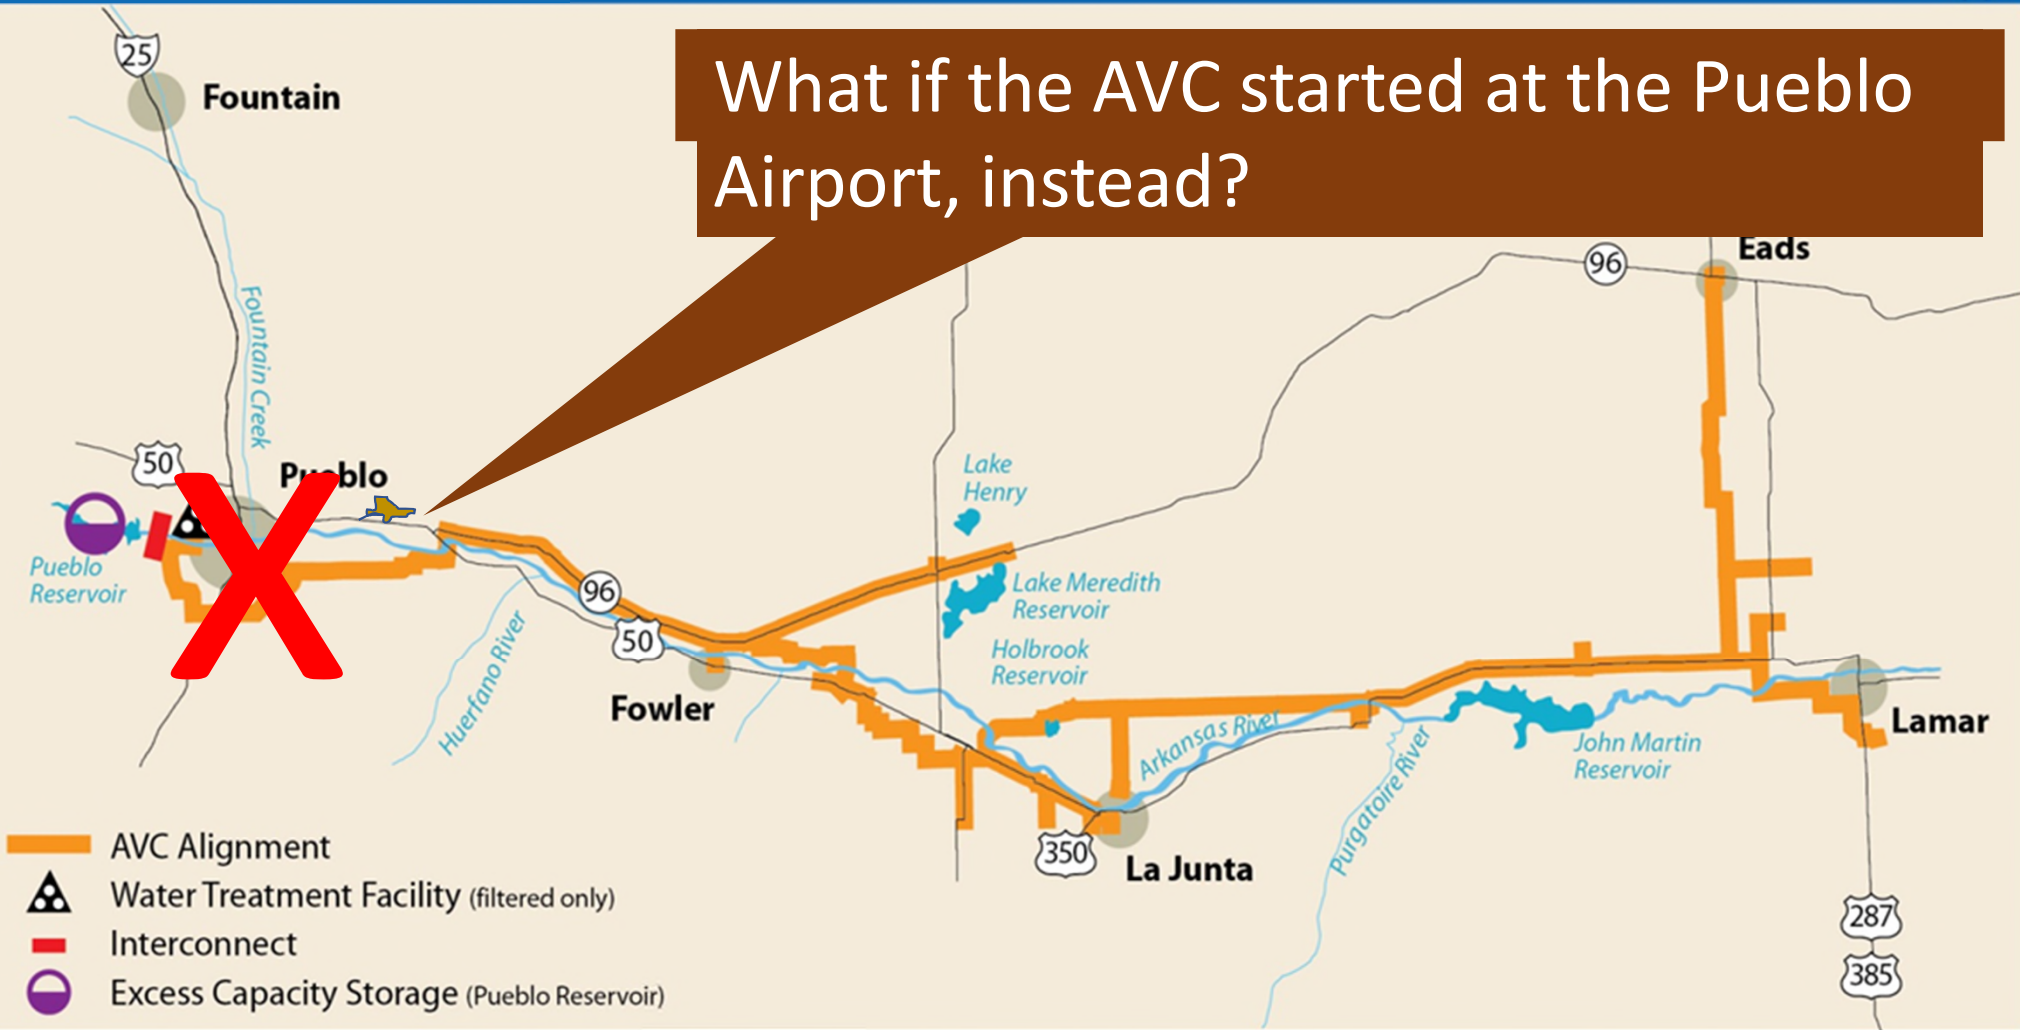 What if the AVC started at the Pueblo
Airport, instead?
25
Fountain
Fountain Creek
96
Eads
50
Pueblo
Lake
Henry
Pueblo
Reservoir
96
Lake Meredith
Reservoir
50
Huerfano River
Holbrook
Reservoir
Fowler
Arkansas River
Lamar
John Martin
Reservoir
Purgatoire River
350
La Junta
287
385
AVC Alignment
Water Treatment Facility (filtered only)
Interconnect
Excess Capacity Storage (Pueblo Reservoir)